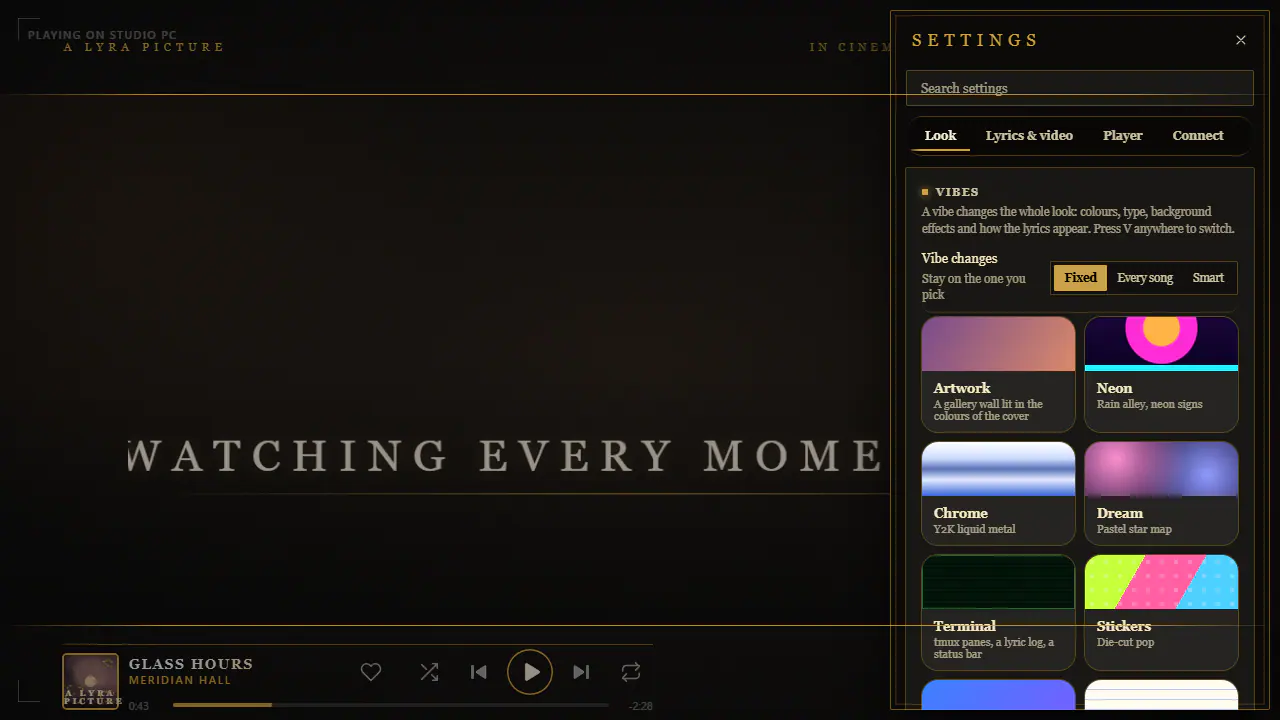 PLAYING ON STUDIO PC
A LYRA PICTURE
IN CINEM
SETTINGS
Search settings
Look
Lyrics & video
Player
Connect
VIBES
A vibe changes the whole look: colours, type, background
effects and how the lyrics appear. Press V anywhere to switch.
Vibe changes
Stay on the one you
pick
Fixed
Every song
Smart
Artwork
A gallery wall lit in the
colours of the cover
Neon
Rain alley, neon signs
Chrome
Y2K liquid metal
Dream
Pastel star map
Terminal
tmux panes, a lyric log, a
status bar
Stickers
Die-cut pop
WATCHING EVERY MOME
A LYRA
PICTURE
GLASS HOURS
MERIDIAN HALL
0:43
-2:28